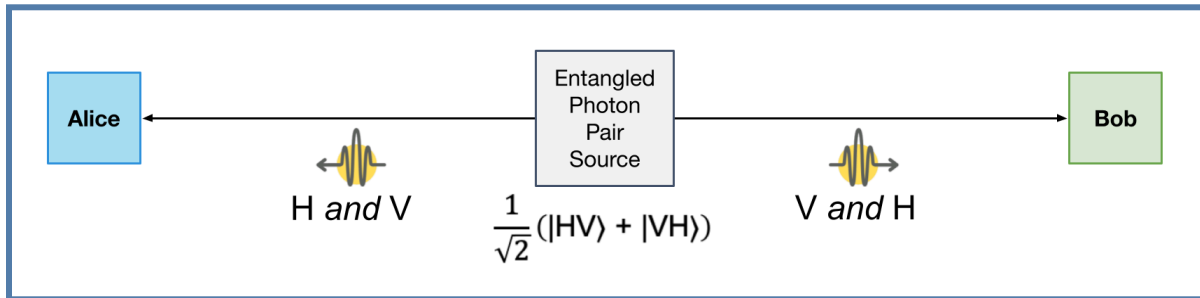 Alice
Entangled
Photon
Pair
Source
Bob
H and V
V and H
1/√2 (|HV⟩ + |VH⟩)